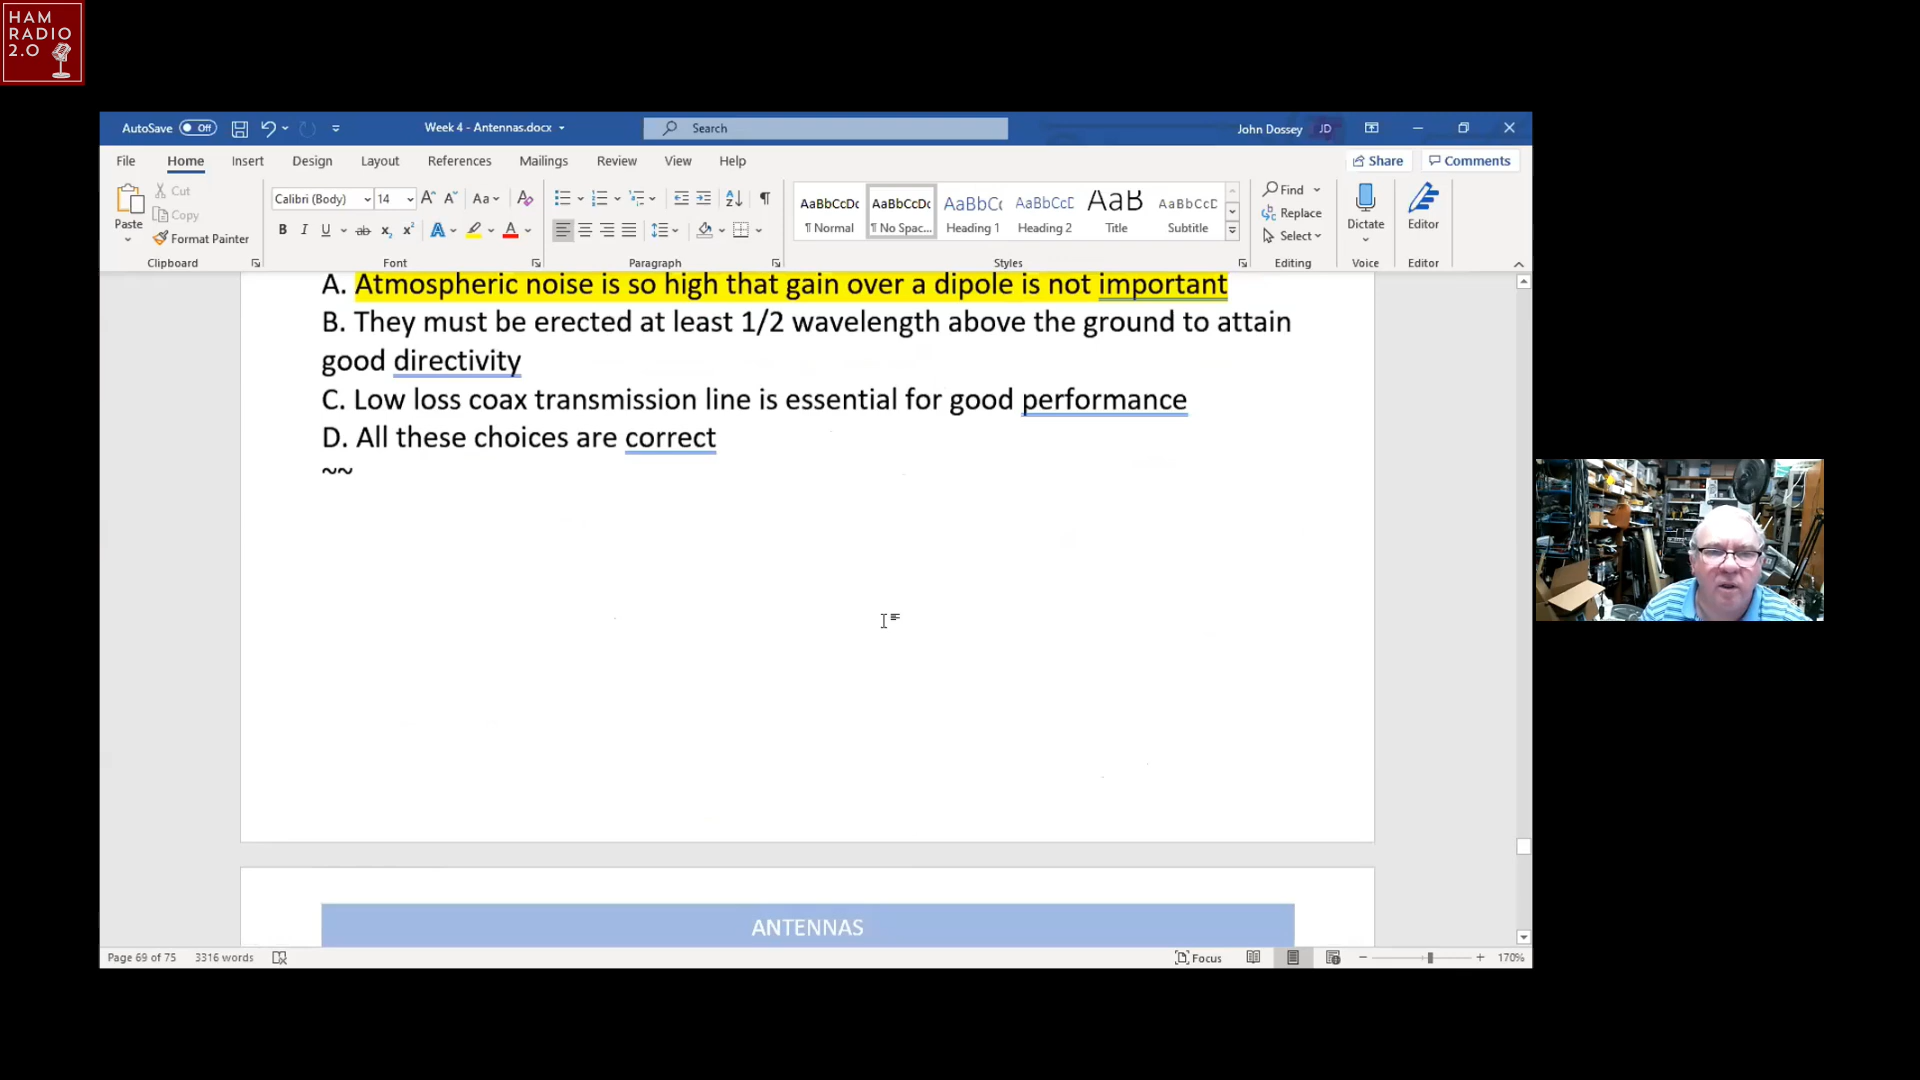 HAM
RADIO
2.0
AutoSave Off Week 4 - Antennas.docx Search John Dossey JD
File Home Insert Design Layout References Mailings Review View Help Share Comments
Paste Cut Copy Format Painter Clipboard
Calibri (Body) 14 Aa Font
Paragraph
AaBbCcDc ¶ Normal AaBbCcDc ¶ No Spac... AaBbCc Heading 1 AaBbCcD Heading 2 AaB Title AaBbCcD Subtitle Styles
Find Replace Select Editing
Dictate Voice
Editor Editor
A. Atmospheric noise is so high that gain over a dipole is not important
B. They must be erected at least 1/2 wavelength above the ground to attain
good directivity
C. Low loss coax transmission line is essential for good performance
D. All these choices are correct
~~
ANTENNAS
Page 69 of 75 3316 words Focus 170%